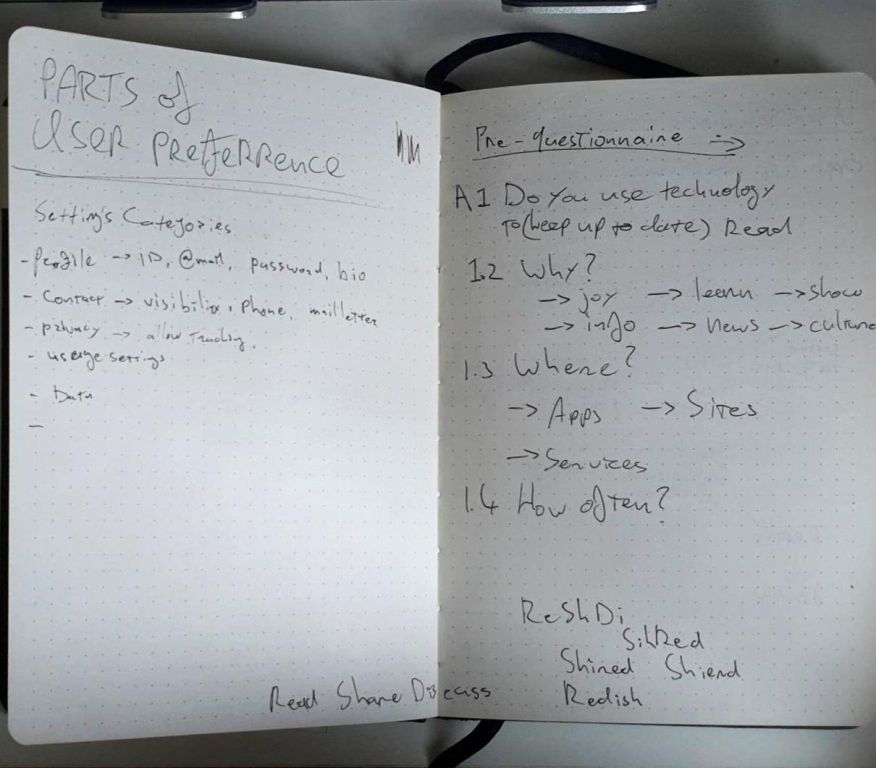 PARTS of
USER PREFERRENCE
Setting's Categories
- Profile → ID, @mail, password, bio
- Contact → visibility, Phone, mailletter
- privacy → allow Tracking.
- usage settings
- Data
-
Read Share Discuss
Pre-questionnaire →
A1 Do you use technology
TO (keep up to date) Read
1.2 Why?
→ joy → learn → show
→ info → news → culture
1.3 Where?
→ Apps → Sites
→ Services
1.4 How often?
ReShDi
Shined Shiend
Redish